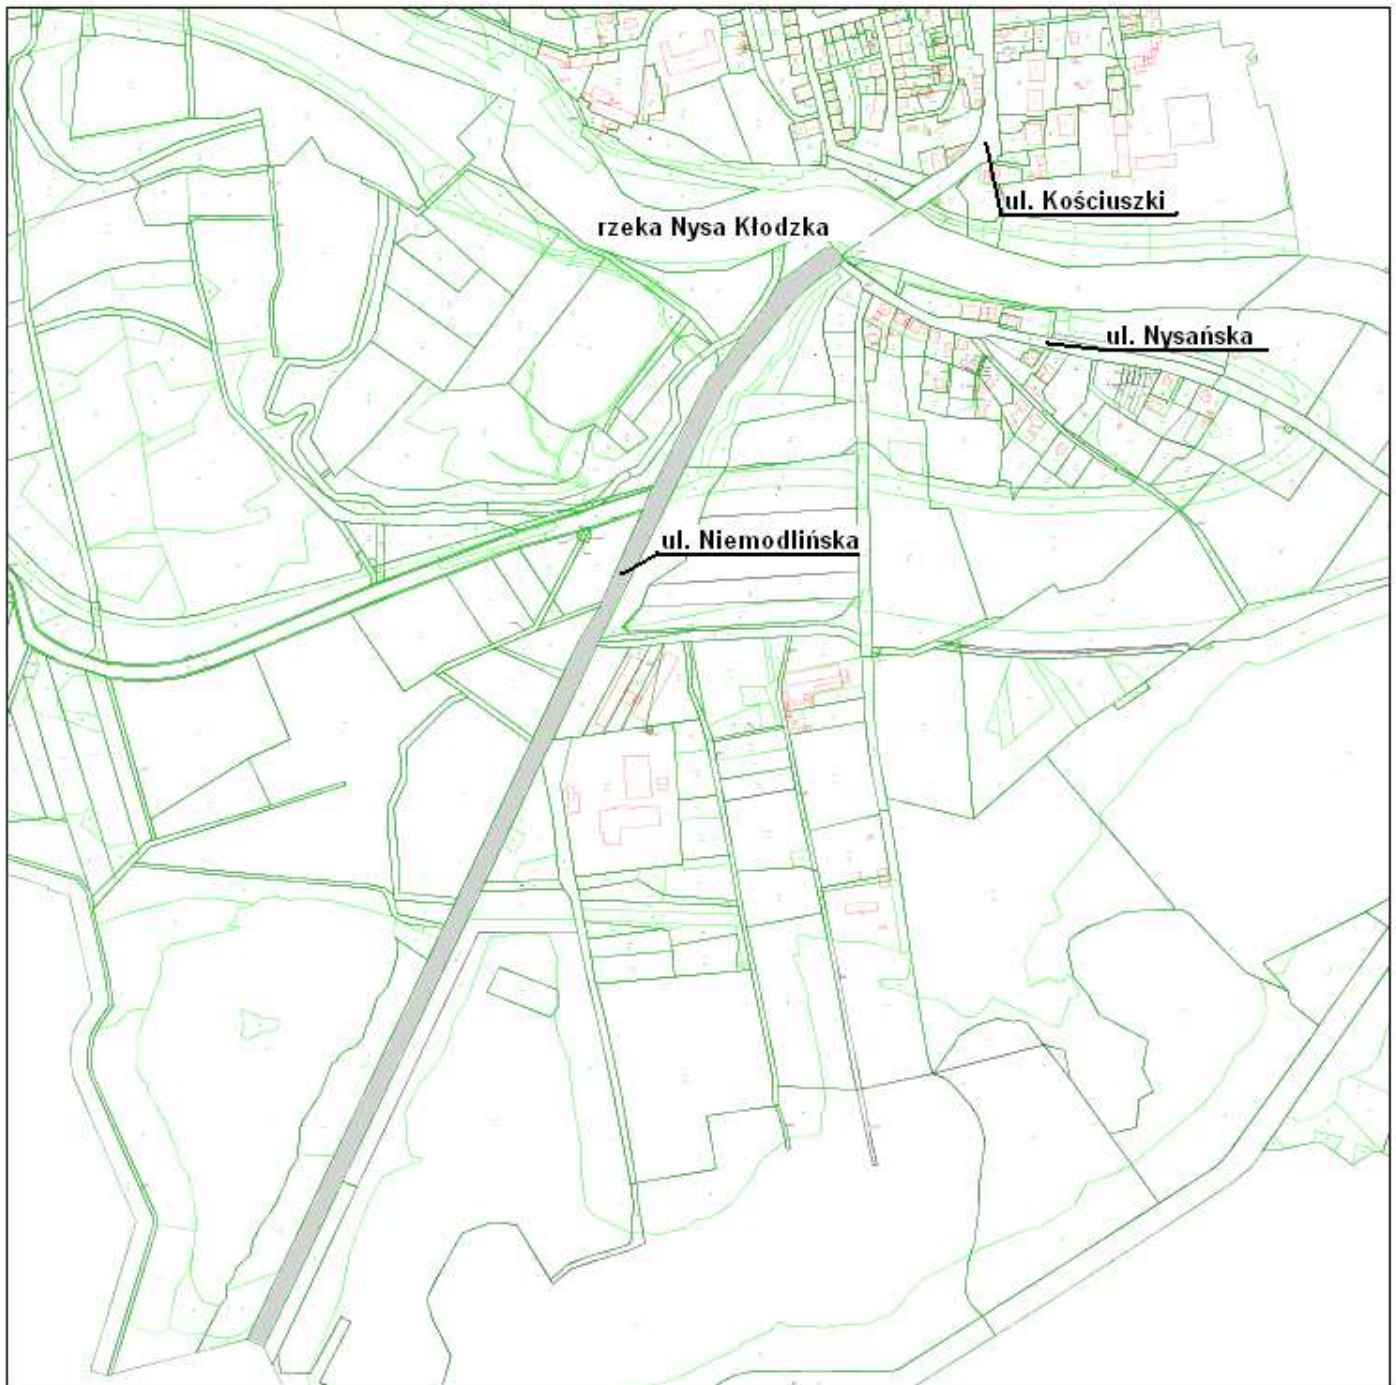 ul. Kościuszki
rzeka Nysa Kłodzka
ul. Nysańska
ul. Niemodlińska